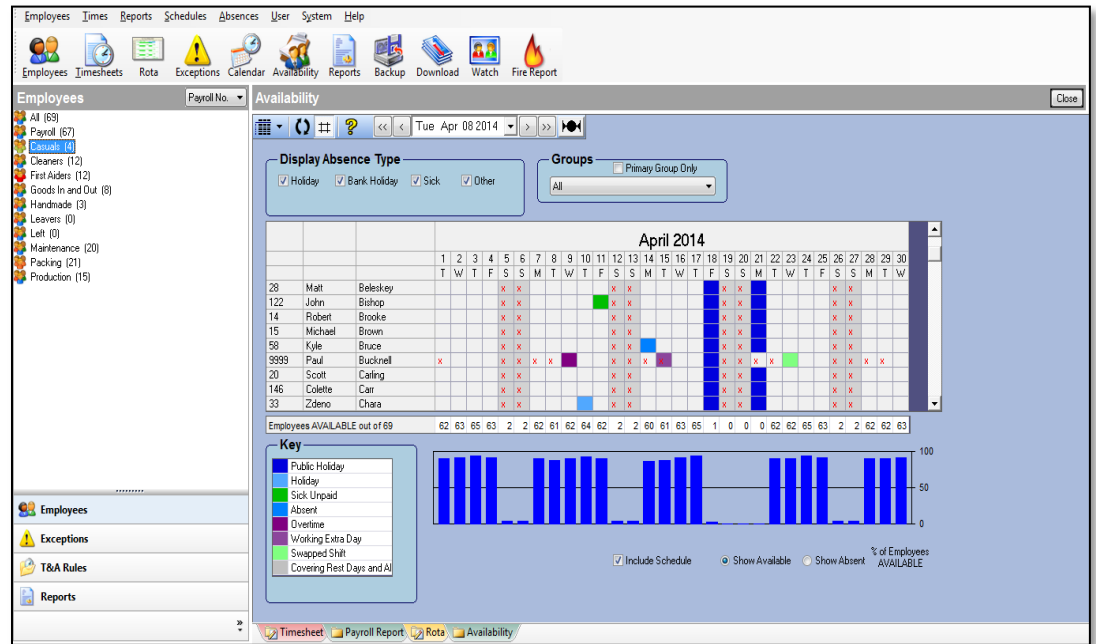 Employees Times Reports Schedules Absences User System Help
Employees Timesheets Rota Exceptions Calendar Availability Reports Backup Download Watch Fire Report
Employees Payroll No.
All (69)
Payroll (67)
Casuals (4)
Cleaners (12)
First Aiders (12)
Goods In and Out (8)
Handmade (3)
Leavers (0)
Left (0)
Maintenance (20)
Packing (21)
Production (15)
Employees
Exceptions
T&A Rules
Reports
»
Availability Close
? << < Tue Apr 08 2014 > >>
Display Absence Type
Holiday Bank Holiday Sick Other
Groups
Primary Group Only
All
April 2014
1 2 3 4 5 6 7 8 9 10 11 12 13 14 15 16 17 18 19 20 21 22 23 24 25 26 27 28 29 30
T W T F S S M T W T F S S M T W T F S S M T W T F S S M T W
28 Matt Beleskey x x x x x x x x
122 John Bishop x x x x x x x x
14 Robert Brooke x x x x x x x x
15 Michael Brown x x x x x x x x
58 Kyle Bruce x x x x x x x x
9999 Paul Bucknell x x x x x x x x x x x x x x x x x
20 Scott Carling x x x x x x x x
146 Colette Carr x x x x x x x x
33 Zdeno Chara x x x x x x x x
Employees AVAILABLE out of 69 62 63 65 63 2 2 62 61 62 64 62 2 2 60 61 63 65 1 0 0 0 62 62 65 63 2 2 62 62 63
Key
Public Holiday
Holiday
Sick Unpaid
Absent
Overtime
Working Extra Day
Swapped Shift
Covering Rest Days and Al
100
50
0
Include Schedule Show Available Show Absent
% of Employees
AVAILABLE
Timesheet Payroll Report Rota Availability